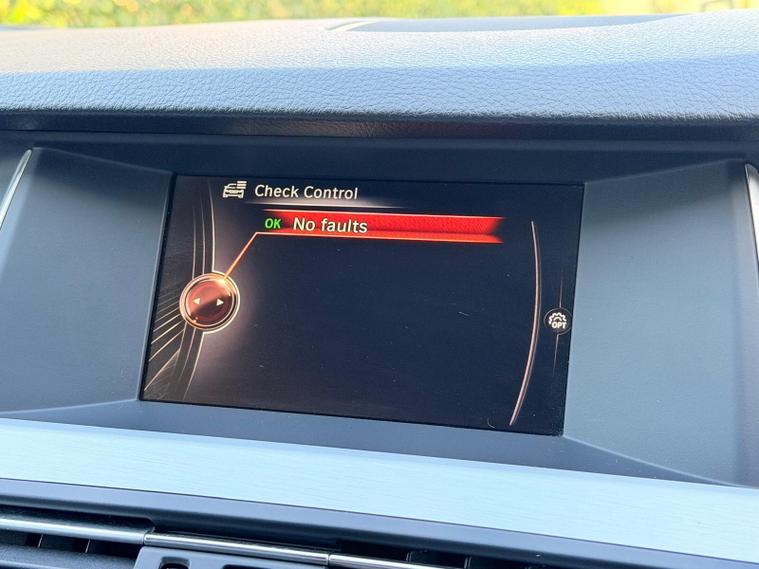 Check Control
OK No faults
OPT